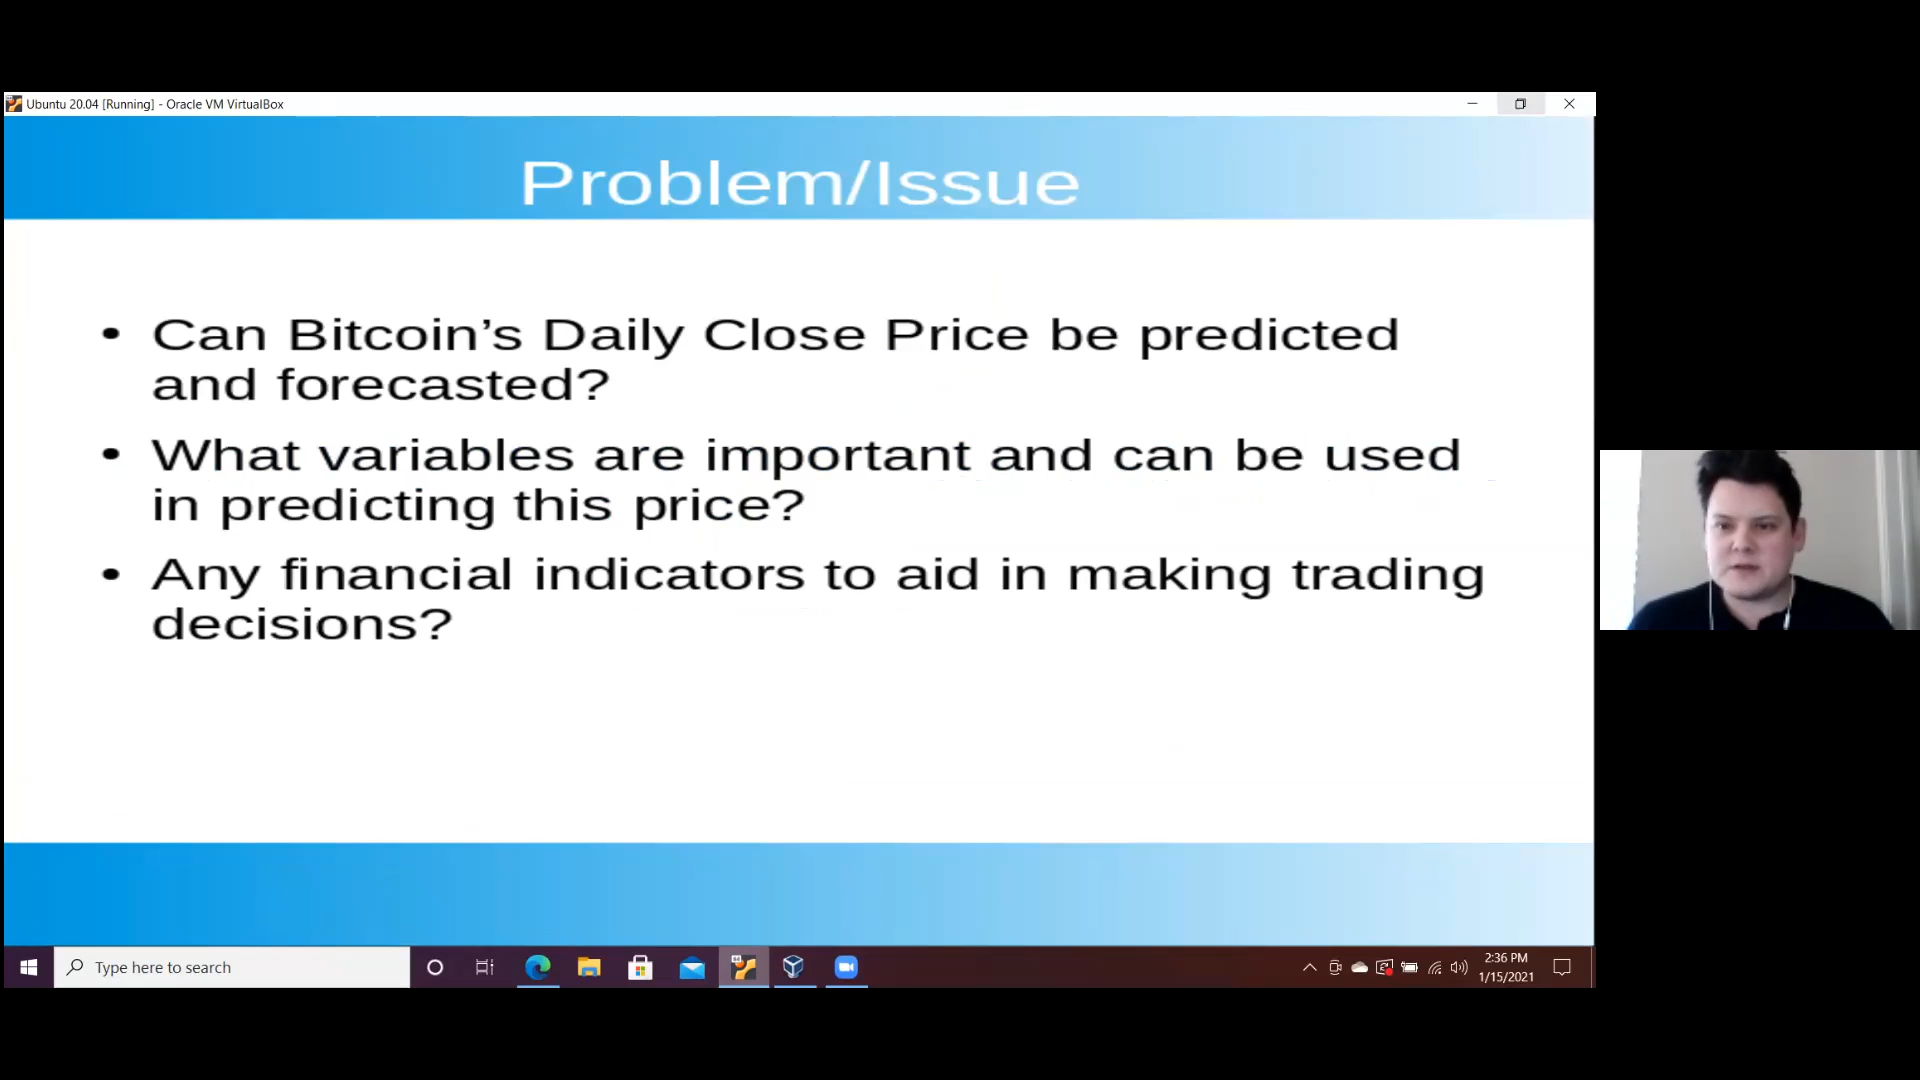 Ubuntu 20.04 [Running] - Oracle VM VirtualBox
Problem/Issue
• Can Bitcoin’s Daily Close Price be predicted
and forecasted?
• What variables are important and can be used
in predicting this price?
• Any financial indicators to aid in making trading
decisions?
Type here to search
2:36 PM
1/15/2021